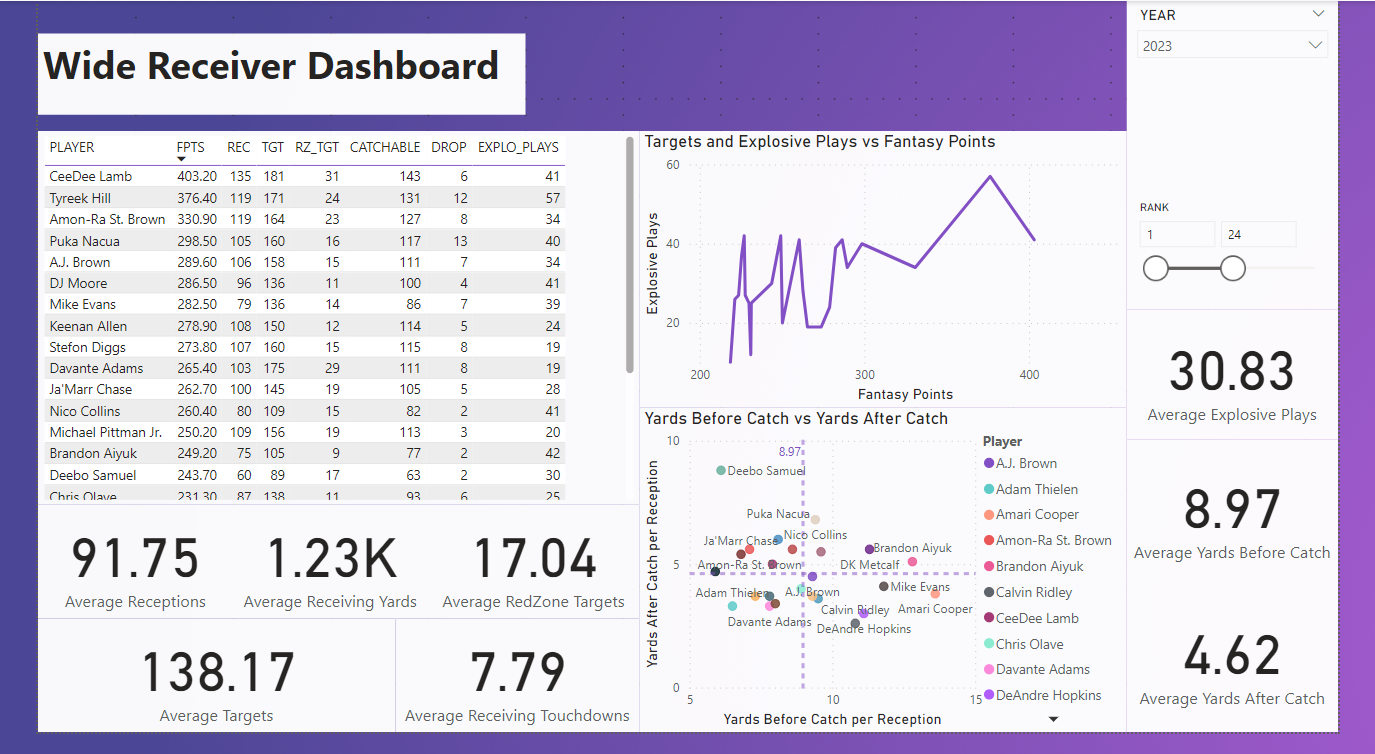 Wide Receiver Dashboard
YEAR
2023
RANK
1 24
PLAYER FPTS REC TGT RZ_TGT CATCHABLE DROP EXPLO_PLAYS
CeeDee Lamb 403.20 135 181 31 143 6 41
Tyreek Hill 376.40 119 171 24 131 12 57
Amon-Ra St. Brown 330.90 119 164 23 127 8 34
Puka Nacua 298.50 105 160 16 117 13 40
A.J. Brown 289.60 106 158 15 111 7 34
DJ Moore 286.50 96 136 11 100 4 41
Mike Evans 282.50 79 136 14 86 7 39
Keenan Allen 278.90 108 150 12 114 5 24
Stefon Diggs 273.80 107 160 15 115 8 19
Davante Adams 265.40 103 175 29 111 8 19
Ja'Marr Chase 262.70 100 145 19 105 5 28
Nico Collins 260.40 80 109 15 82 2 41
Michael Pittman Jr. 250.20 109 156 19 113 3 20
Brandon Aiyuk 249.20 75 105 9 77 2 42
Deebo Samuel 243.70 60 89 17 63 2 30
Chris Olave 231.30 87 138 11 93 6 25
Targets and Explosive Plays vs Fantasy Points
Explosive Plays
60
40
20
200 300 400
Fantasy Points
Yards Before Catch vs Yards After Catch
Yards After Catch per Reception
10
5
0
8.97
Deebo Samuel
Puka Nacua
Nico Collins
Ja'Marr Chase
Brandon Aiyuk
Amon-Ra St. Brown
DK Metcalf
Mike Evans
Adam Thielen
A.J. Brown
Calvin Ridley
Amari Cooper
Davante Adams
DeAndre Hopkins
5 10 15
Yards Before Catch per Reception
Player
A.J. Brown
Adam Thielen
Amari Cooper
Amon-Ra St. Brown
Brandon Aiyuk
Calvin Ridley
CeeDee Lamb
Chris Olave
Davante Adams
DeAndre Hopkins
91.75
Average Receptions
1.23K
Average Receiving Yards
17.04
Average RedZone Targets
138.17
Average Targets
7.79
Average Receiving Touchdowns
30.83
Average Explosive Plays
8.97
Average Yards Before Catch
4.62
Average Yards After Catch